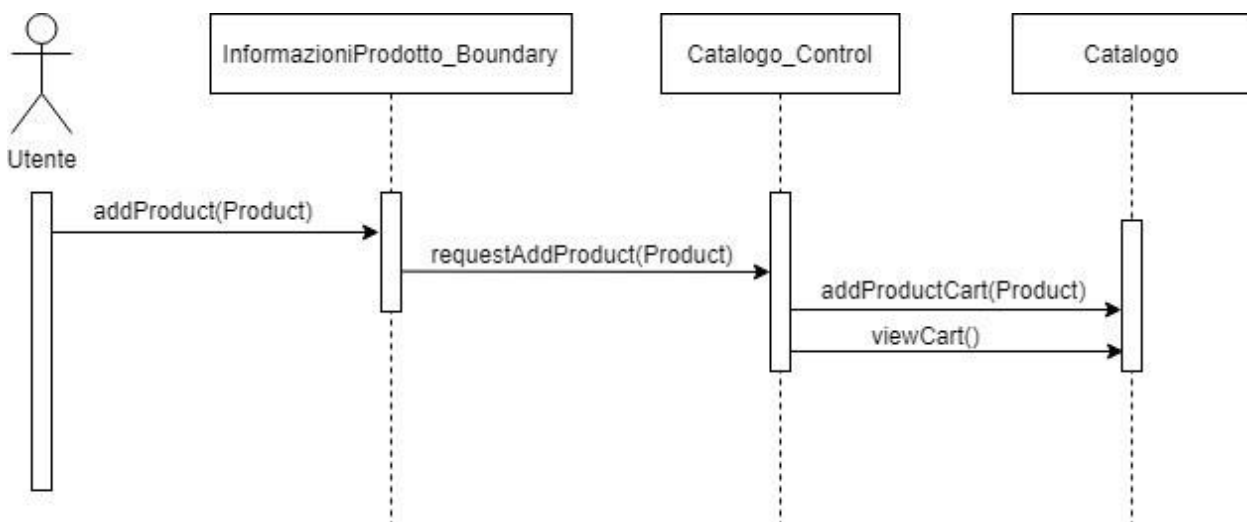 InformazioniProdotto_Boundary
Catalogo_Control
Catalogo
Utente
addProduct(Product)
requestAddProduct(Product)
addProductCart(Product)
viewCart()